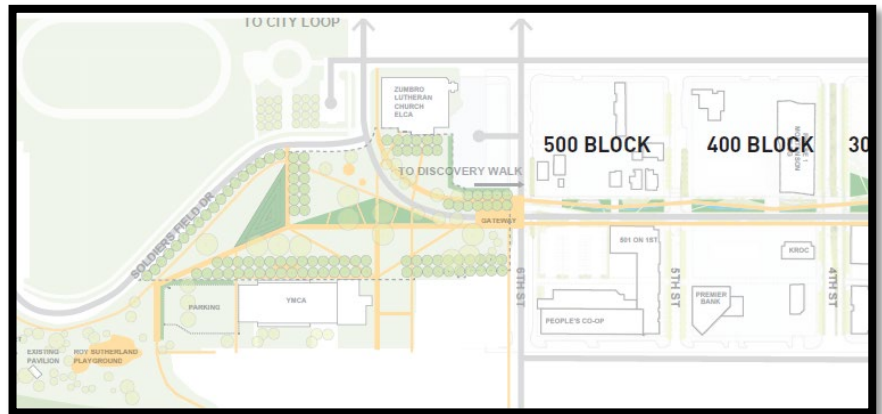 TO CITY LOOP
ZUMBRO
LUTHERAN
CHURCH
ELCA
500 BLOCK
400 BLOCK
30
TO DISCOVERY WALK
SOLDIERS FIELD DR
GATEWAY
501 ON 1ST
KROC
6TH ST
5TH ST
4TH ST
PARKING
YMCA
PREMIER
BANK
PEOPLE'S CO-OP
EXISTING
PAVILION
ROY SUTHERLAND
PLAYGROUND